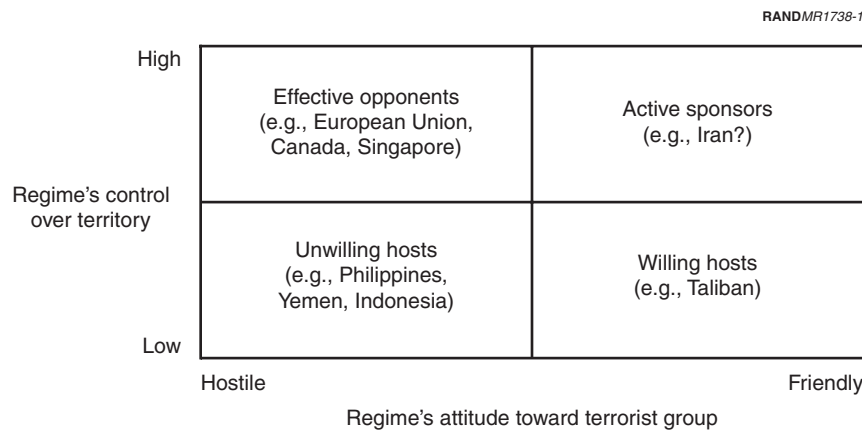 RANDMR1738-1
High
Effective opponents
(e.g., European Union,
Canada, Singapore)
Active sponsors
(e.g., Iran?)
Regime's control
over territory
Unwilling hosts
(e.g., Philippines,
Yemen, Indonesia)
Willing hosts
(e.g., Taliban)
Low
Hostile
Friendly
Regime's attitude toward terrorist group